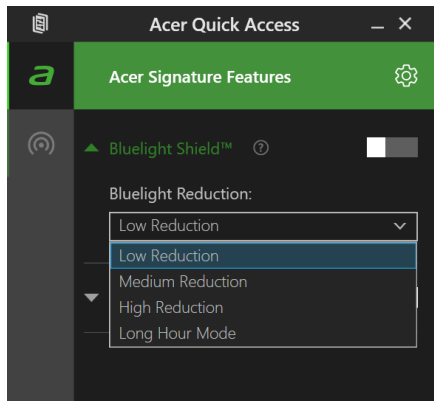 Acer Quick Access
a
Acer Signature Features
Bluelight Shield™ ?
Bluelight Reduction:
Low Reduction
Low Reduction
Medium Reduction
High Reduction
Long Hour Mode